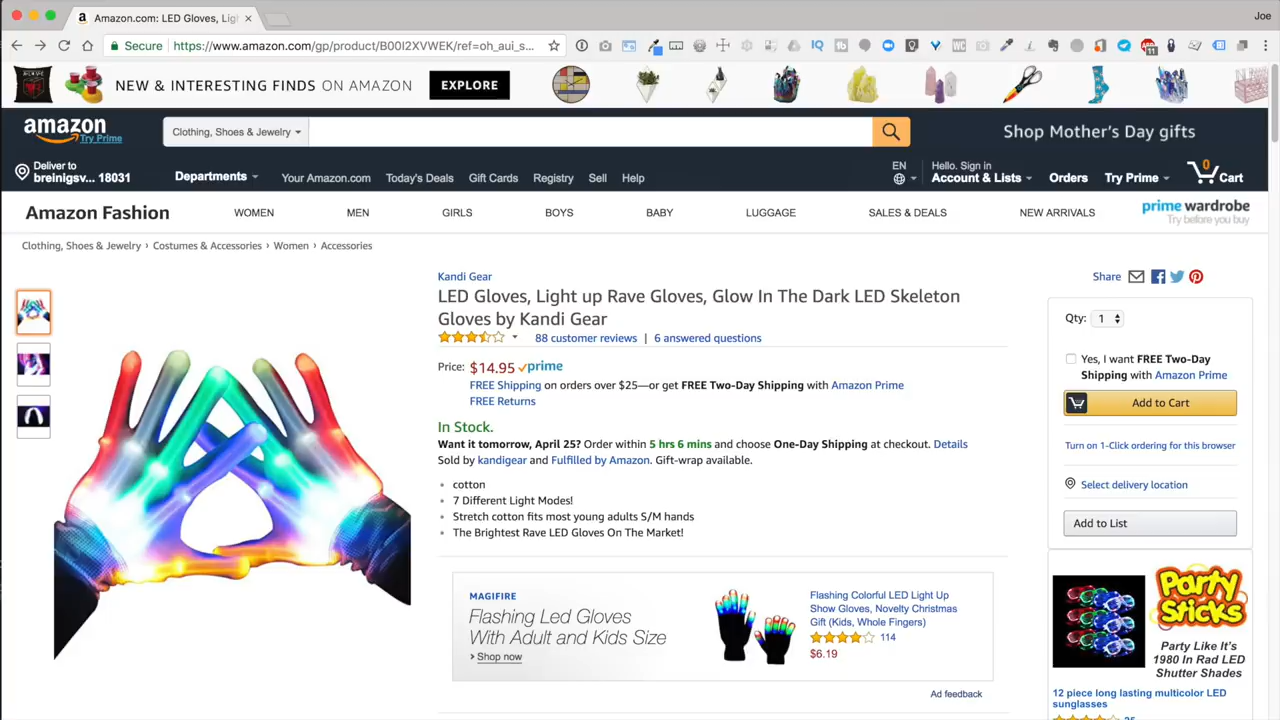 Amazon.com: LED Gloves, Lig
Joe
Secure
https://www.amazon.com/gp/product/B00I2XVWEK/ref=oh_aui_s...
NEW & INTERESTING FINDS ON AMAZON
EXPLORE
amazon
Try Prime
Clothing, Shoes & Jewelry
Shop Mother's Day gifts
Deliver to
breinigsv... 18031
Departments
Your Amazon.com
Today's Deals
Gift Cards
Registry
Sell
Help
EN
Hello. Sign in
Account & Lists
Orders
Try Prime
0
Cart
Amazon Fashion
WOMEN
MEN
GIRLS
BOYS
BABY
LUGGAGE
SALES & DEALS
NEW ARRIVALS
prime wardrobe
Try before you buy
Clothing, Shoes & Jewelry › Costumes & Accessories › Women › Accessories
Kandi Gear
LED Gloves, Light up Rave Gloves, Glow In The Dark LED Skeleton
Gloves by Kandi Gear
88 customer reviews | 6 answered questions
Price: $14.95 prime
FREE Shipping on orders over $25—or get FREE Two-Day Shipping with Amazon Prime
FREE Returns
In Stock.
Want it tomorrow, April 25? Order within 5 hrs 6 mins and choose One-Day Shipping at checkout. Details
Sold by kandigear and Fulfilled by Amazon. Gift-wrap available.
• cotton
• 7 Different Light Modes!
• Stretch cotton fits most young adults S/M hands
• The Brightest Rave LED Gloves On The Market!
MAGIFIRE
Flashing Led Gloves
With Adult and Kids Size
› Shop now
Flashing Colorful LED Light Up
Show Gloves, Novelty Christmas
Gift (Kids, Whole Fingers)
114
$6.19
Ad feedback
Share
Qty: 1
Yes, I want FREE Two-Day
Shipping with Amazon Prime
Add to Cart
Turn on 1-Click ordering for this browser
Select delivery location
Add to List
Party
Sticks
Party Like It's
1980 In Rad LED
Shutter Shades
12 piece long lasting multicolor LED
sunglasses